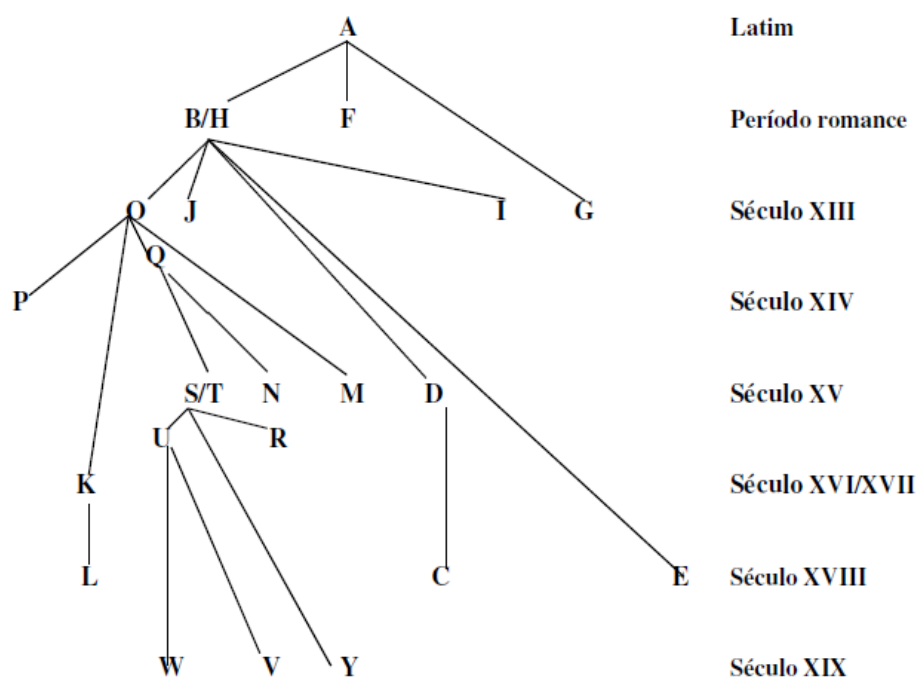 A Latim
B/H F Período romance
O J I G Século XIII
Q
P Século XIV
S/T N M D Século XV
U R
K Século XVI/XVII
L C E Século XVIII
W V Y Século XIX